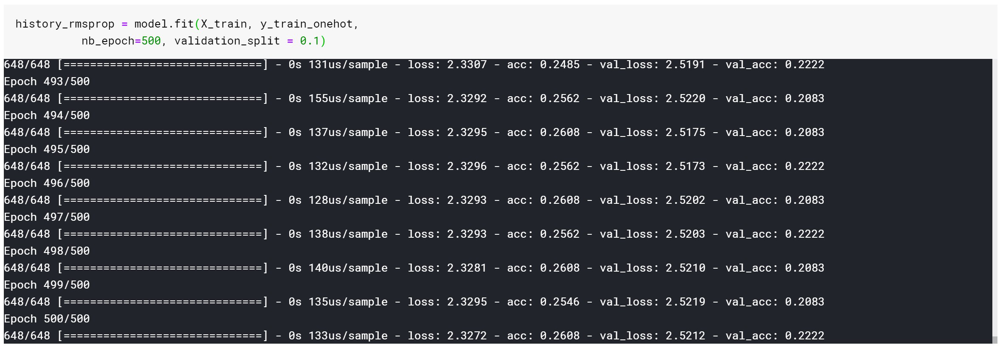 history_rmsprop = model.fit(X_train, y_train_onehot,
          nb_epoch=500, validation_split = 0.1)
648/648 [==============================] - 0s 131us/sample - loss: 2.3307 - acc: 0.2485 - val_loss: 2.5191 - val_acc: 0.2222
Epoch 493/500
648/648 [==============================] - 0s 155us/sample - loss: 2.3292 - acc: 0.2562 - val_loss: 2.5220 - val_acc: 0.2083
Epoch 494/500
648/648 [==============================] - 0s 137us/sample - loss: 2.3295 - acc: 0.2608 - val_loss: 2.5175 - val_acc: 0.2083
Epoch 495/500
648/648 [==============================] - 0s 132us/sample - loss: 2.3296 - acc: 0.2562 - val_loss: 2.5173 - val_acc: 0.2222
Epoch 496/500
648/648 [==============================] - 0s 128us/sample - loss: 2.3293 - acc: 0.2608 - val_loss: 2.5202 - val_acc: 0.2083
Epoch 497/500
648/648 [==============================] - 0s 138us/sample - loss: 2.3293 - acc: 0.2562 - val_loss: 2.5203 - val_acc: 0.2222
Epoch 498/500
648/648 [==============================] - 0s 140us/sample - loss: 2.3281 - acc: 0.2608 - val_loss: 2.5210 - val_acc: 0.2083
Epoch 499/500
648/648 [==============================] - 0s 135us/sample - loss: 2.3295 - acc: 0.2546 - val_loss: 2.5219 - val_acc: 0.2083
Epoch 500/500
648/648 [==============================] - 0s 133us/sample - loss: 2.3272 - acc: 0.2608 - val_loss: 2.5212 - val_acc: 0.2222